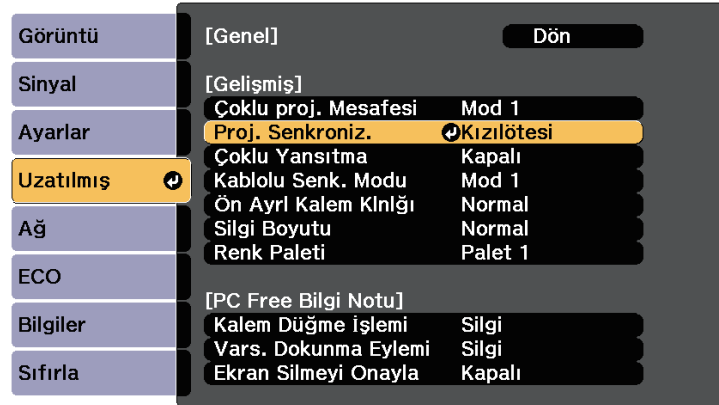 Görüntü
Sinyal
Ayarlar
Uzatılmış
Ağ
ECO
Bilgiler
Sıfırla
[Genel] Dön
[Gelişmiş]
Çoklu proj. Mesafesi Mod 1
Proj. Senkroniz. Kızılötesi
Çoklu Yansıtma Kapalı
Kablolu Senk. Modu Mod 1
Ön Ayrl Kalem Klnlğı Normal
Silgi Boyutu Normal
Renk Paleti Palet 1
[PC Free Bilgi Notu]
Kalem Düğme İşlemi Silgi
Vars. Dokunma Eylemi Silgi
Ekran Silmeyi Onayla Kapalı